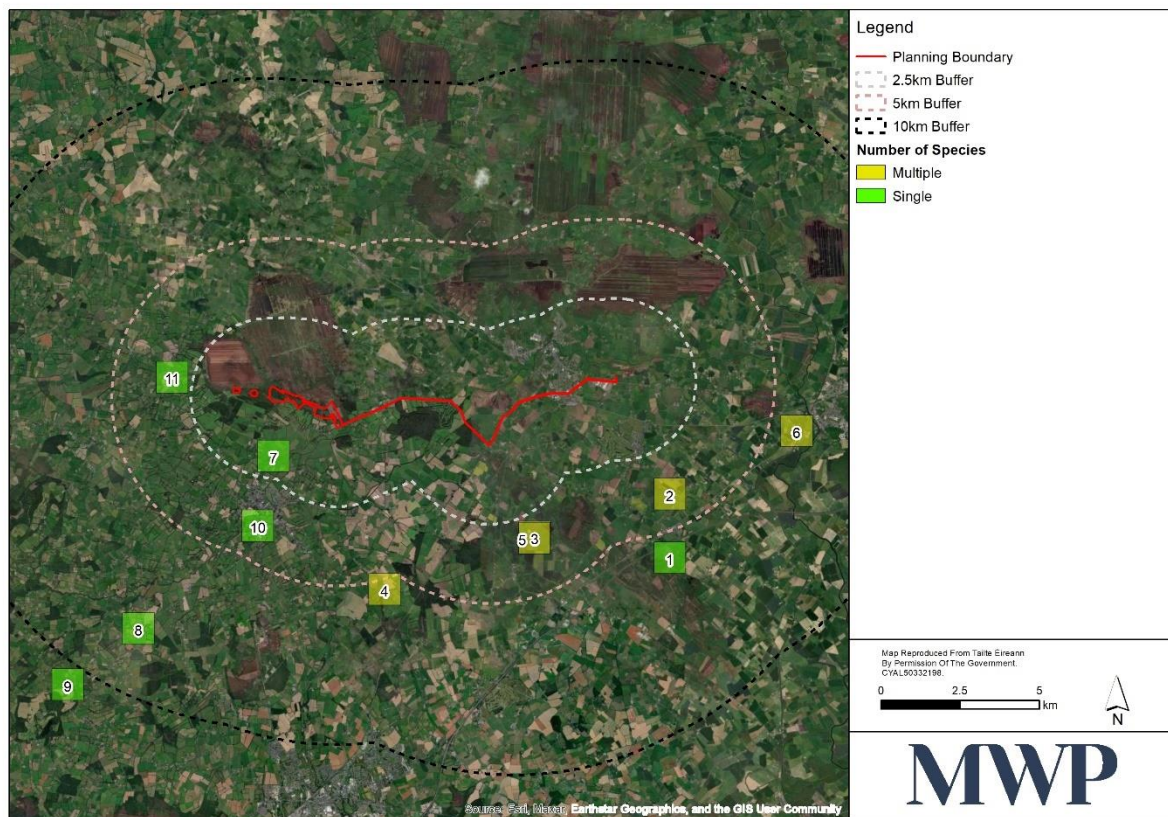 Legend
Planning Boundary
2.5km Buffer
5km Buffer
10km Buffer
Number of Species
Multiple
Single
11
6
7
2
10
5 3
1
4
8
9
Map Reproduced From Tailte Éireann
By Permission Of The Government.
CYAL50332198.
0 2.5 5
km
N
MWP
Source: Esri, Maxar, Earthstar Geographics, and the GIS User Community